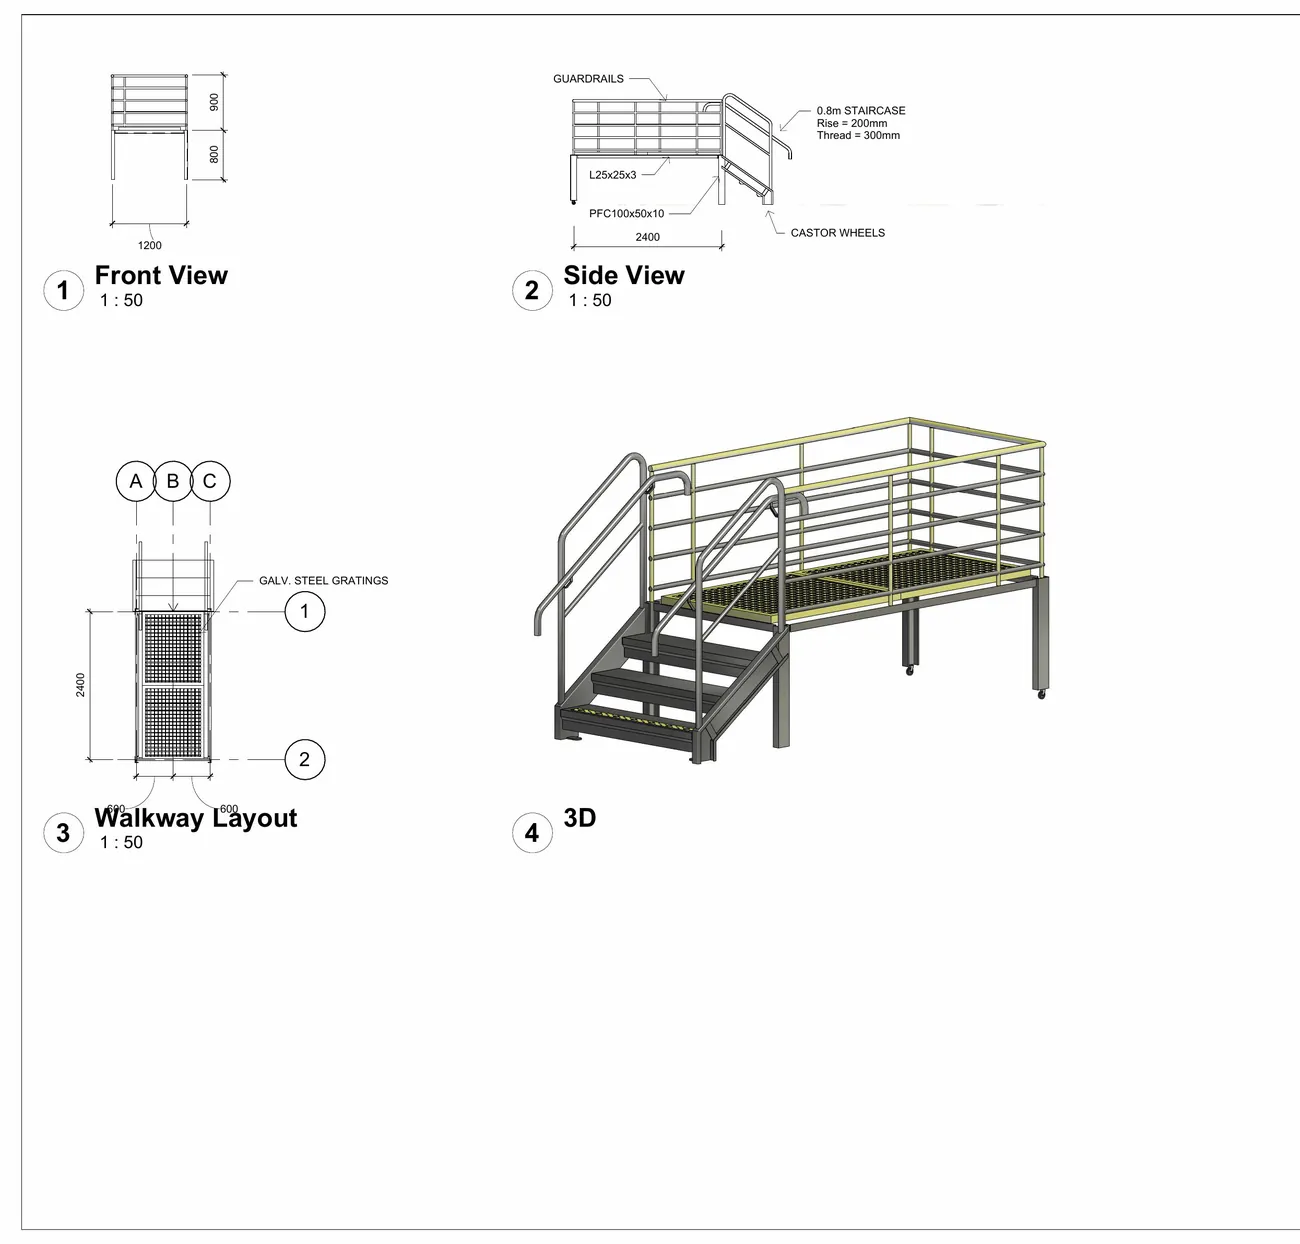 900
800
1200
1
Front View
1 : 50
GUARDRAILS
0.8m STAIRCASE
Rise = 200mm
Thread = 300mm
L25x25x3
PFC100x50x10
CASTOR WHEELS
2400
2
Side View
1 : 50
A
B
C
GALV. STEEL GRATINGS
1
2400
2
600
600
3
Walkway Layout
1 : 50
4
3D